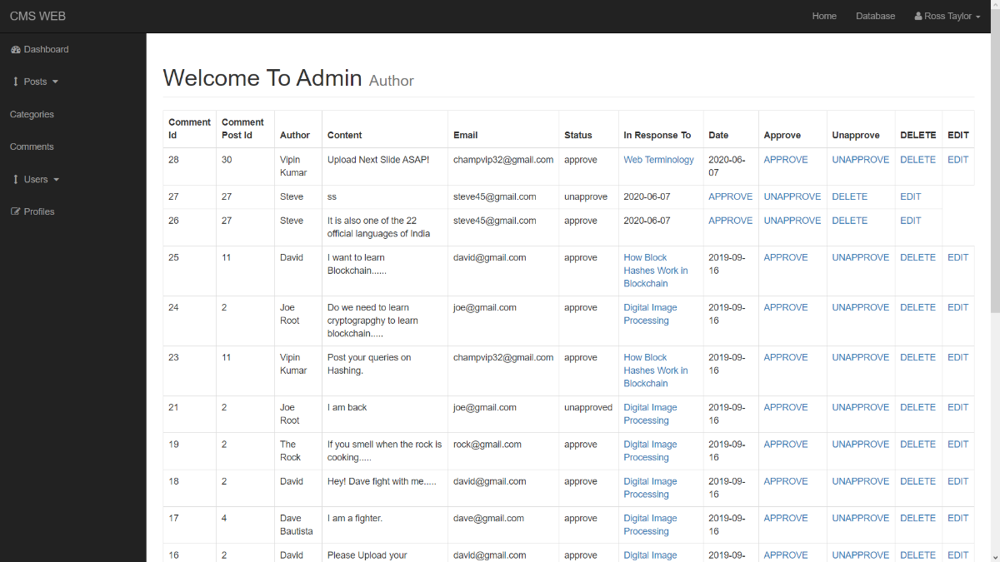 CMS WEB
Home Database Ross Taylor
Dashboard
Posts
Categories
Comments
Users
Profiles
Welcome To Admin Author
Comment Id Comment Post Id Author Content Email Status In Response To Date Approve Unapprove DELETE EDIT
28 30 Vipin Kumar Upload Next Slide ASAP! champvip32@gmail.com approve Web Terminology 2020-06-07 APPROVE UNAPPROVE DELETE EDIT
27 27 Steve ss steve45@gmail.com unapprove 2020-06-07 APPROVE UNAPPROVE DELETE EDIT
26 27 Steve It is also one of the 22 official languages of India steve45@gmail.com approve 2020-06-07 APPROVE UNAPPROVE DELETE EDIT
25 11 David I want to learn Blockchain...... david@gmail.com approve How Block Hashes Work in Blockchain 2019-09-16 APPROVE UNAPPROVE DELETE EDIT
24 2 Joe Root Do we need to learn cryptograpghy to learn blockchain..... joe@gmail.com approve Digital Image Processing 2019-09-16 APPROVE UNAPPROVE DELETE EDIT
23 11 Vipin Kumar Post your queries on Hashing. champvip32@gmail.com approve How Block Hashes Work in Blockchain 2019-09-16 APPROVE UNAPPROVE DELETE EDIT
21 2 Joe Root I am back joe@gmail.com unapproved Digital Image Processing 2019-09-16 APPROVE UNAPPROVE DELETE EDIT
19 2 The Rock If you smell when the rock is cooking..... rock@gmail.com approve Digital Image Processing 2019-09-16 APPROVE UNAPPROVE DELETE EDIT
18 2 David Hey! Dave fight with me..... david@gmail.com approve Digital Image Processing 2019-09-16 APPROVE UNAPPROVE DELETE EDIT
17 4 Dave Bautista I am a fighter. dave@gmail.com approve Digital Image Processing 2019-09-16 APPROVE UNAPPROVE DELETE EDIT
16 2 David Please Upload your david@gmail.com approve Digital Image 2019-09- APPROVE UNAPPROVE DELETE EDIT